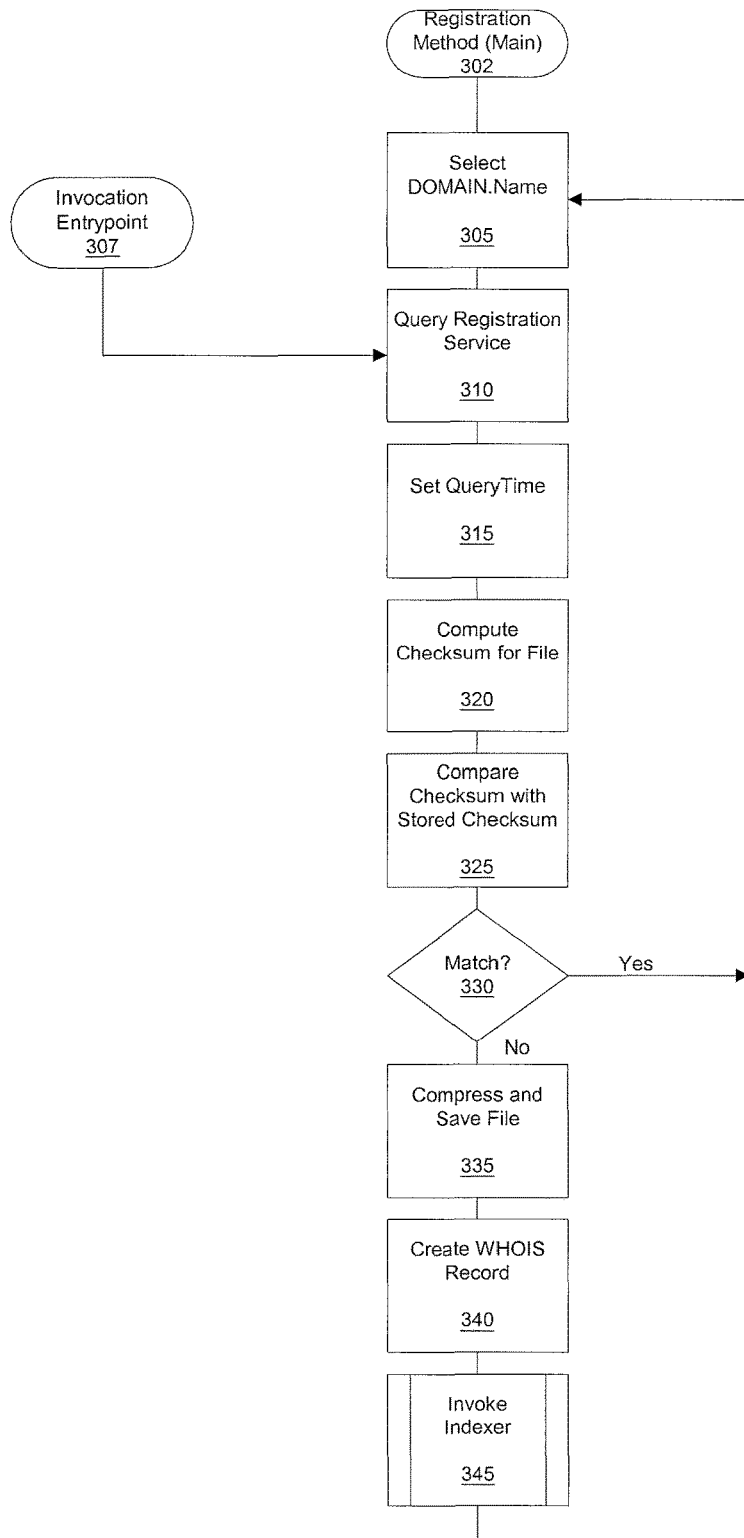 Registration
Method (Main)
302
Select
DOMAIN.Name
305
Invocation
Entrypoint
307
Query Registration
Service
310
Set QueryTime
315
Compute
Checksum for File
320
Compare
Checksum with
Stored Checksum
325
Match?
330
Yes
No
Compress and
Save File
335
Create WHOIS
Record
340
Invoke
Indexer
345